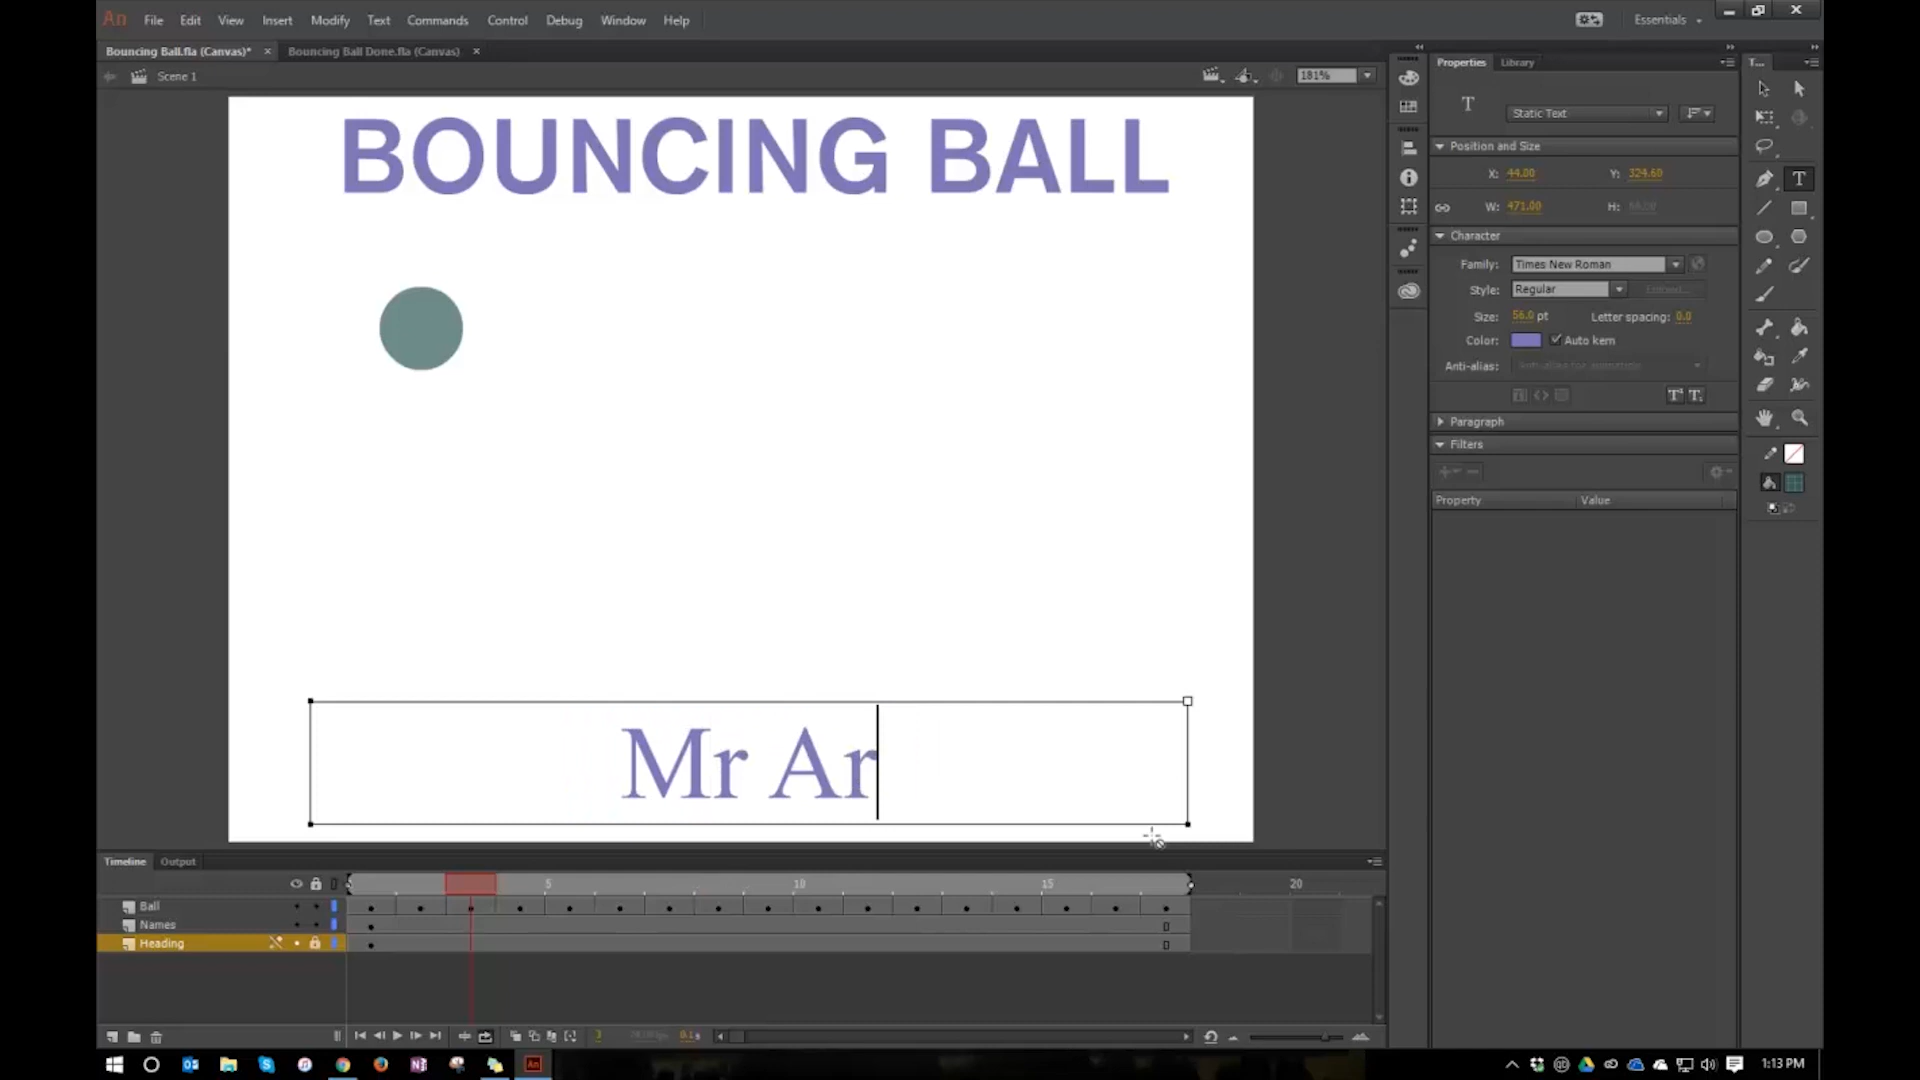 An File Edit View Insert Modify Text Commands Control Debug Window Help Essentials
Bouncing Ball.fla (Canvas)* × Bouncing Ball Done.fla (Canvas) ×
Scene 1 181%
Properties Library T...
T Static Text
Position and Size
X: 44.00 Y: 324.60
W: 471.00 H:
Character
Family: Times New Roman
Style: Regular
Size: 56.0 pt Letter spacing: 0.0
Color: Auto kern
Anti-alias:
Paragraph
Filters
Property Value
BOUNCING BALL
Mr Ar
Timeline Output
5 10 15 20
Ball
Names
Heading
3 0.1s
1:13 PM